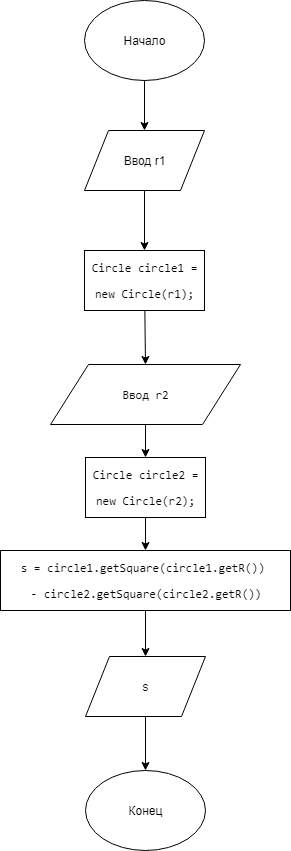 Начало
Ввод r1
Circle circle1 =
new Circle(r1);
Ввод r2
Circle circle2 =
new Circle(r2);
s = circle1.getSquare(circle1.getR())
- circle2.getSquare(circle2.getR())
s
Конец